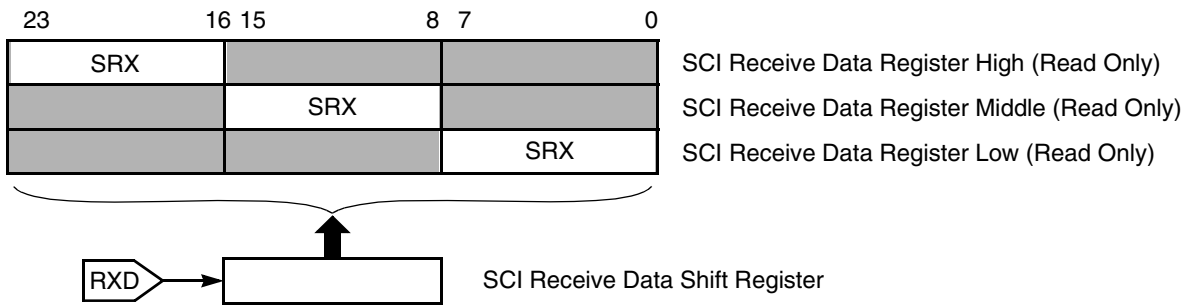 23 16 15 8 7 0
SRX SCI Receive Data Register High (Read Only)
SRX SCI Receive Data Register Middle (Read Only)
SRX SCI Receive Data Register Low (Read Only)
RXD SCI Receive Data Shift Register